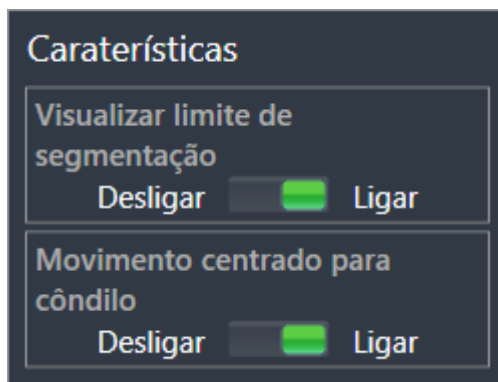 Caraterísticas
Visualizar limite de
segmentação
Desligar Ligar
Movimento centrado para
côndilo
Desligar Ligar